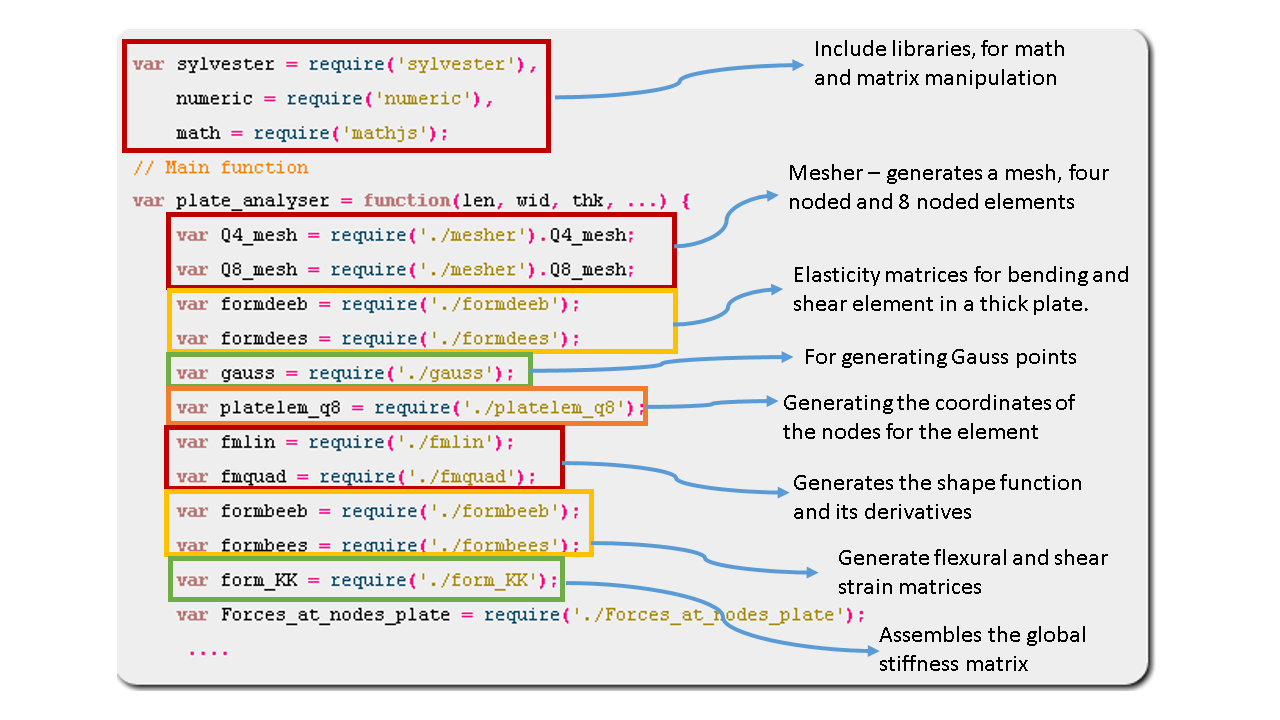 var sylvester = require('sylvester'),
numeric = require('numeric'),
math = require('mathjs');
// Main function
var plate_analyser = function(len, wid, thk, ...) {
var Q4_mesh = require('./mesher').Q4_mesh;
var Q8_mesh = require('./mesher').Q8_mesh;
var formdeeb = require('./formdeeb');
var formdees = require('./formdees');
var gauss = require('./gauss');
var platelem_q8 = require('./platelem_q8');
var fmlin = require('./fmlin');
var fmquad = require('./fmquad');
var formbeeb = require('./formbeeb');
var formbees = require('./formbees');
var form_KK = require('./form_KK');
var Forces_at_nodes_plate = require('./Forces_at_nodes_plate');
....
Include libraries, for math
and matrix manipulation
Mesher – generates a mesh, four
noded and 8 noded elements
Elasticity matrices for bending and
shear element in a thick plate.
For generating Gauss points
Generating the coordinates of
the nodes for the element
Generates the shape function
and its derivatives
Generate flexural and shear
strain matrices
Assembles the global
stiffness matrix